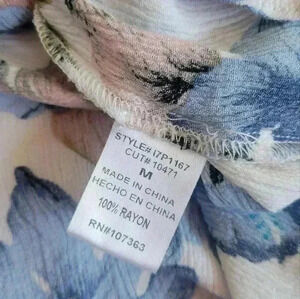 STYLE# I7P1167
CUT# 10471
M
MADE IN CHINA
HECHO EN CHINA
100% RAYON
RN#107363